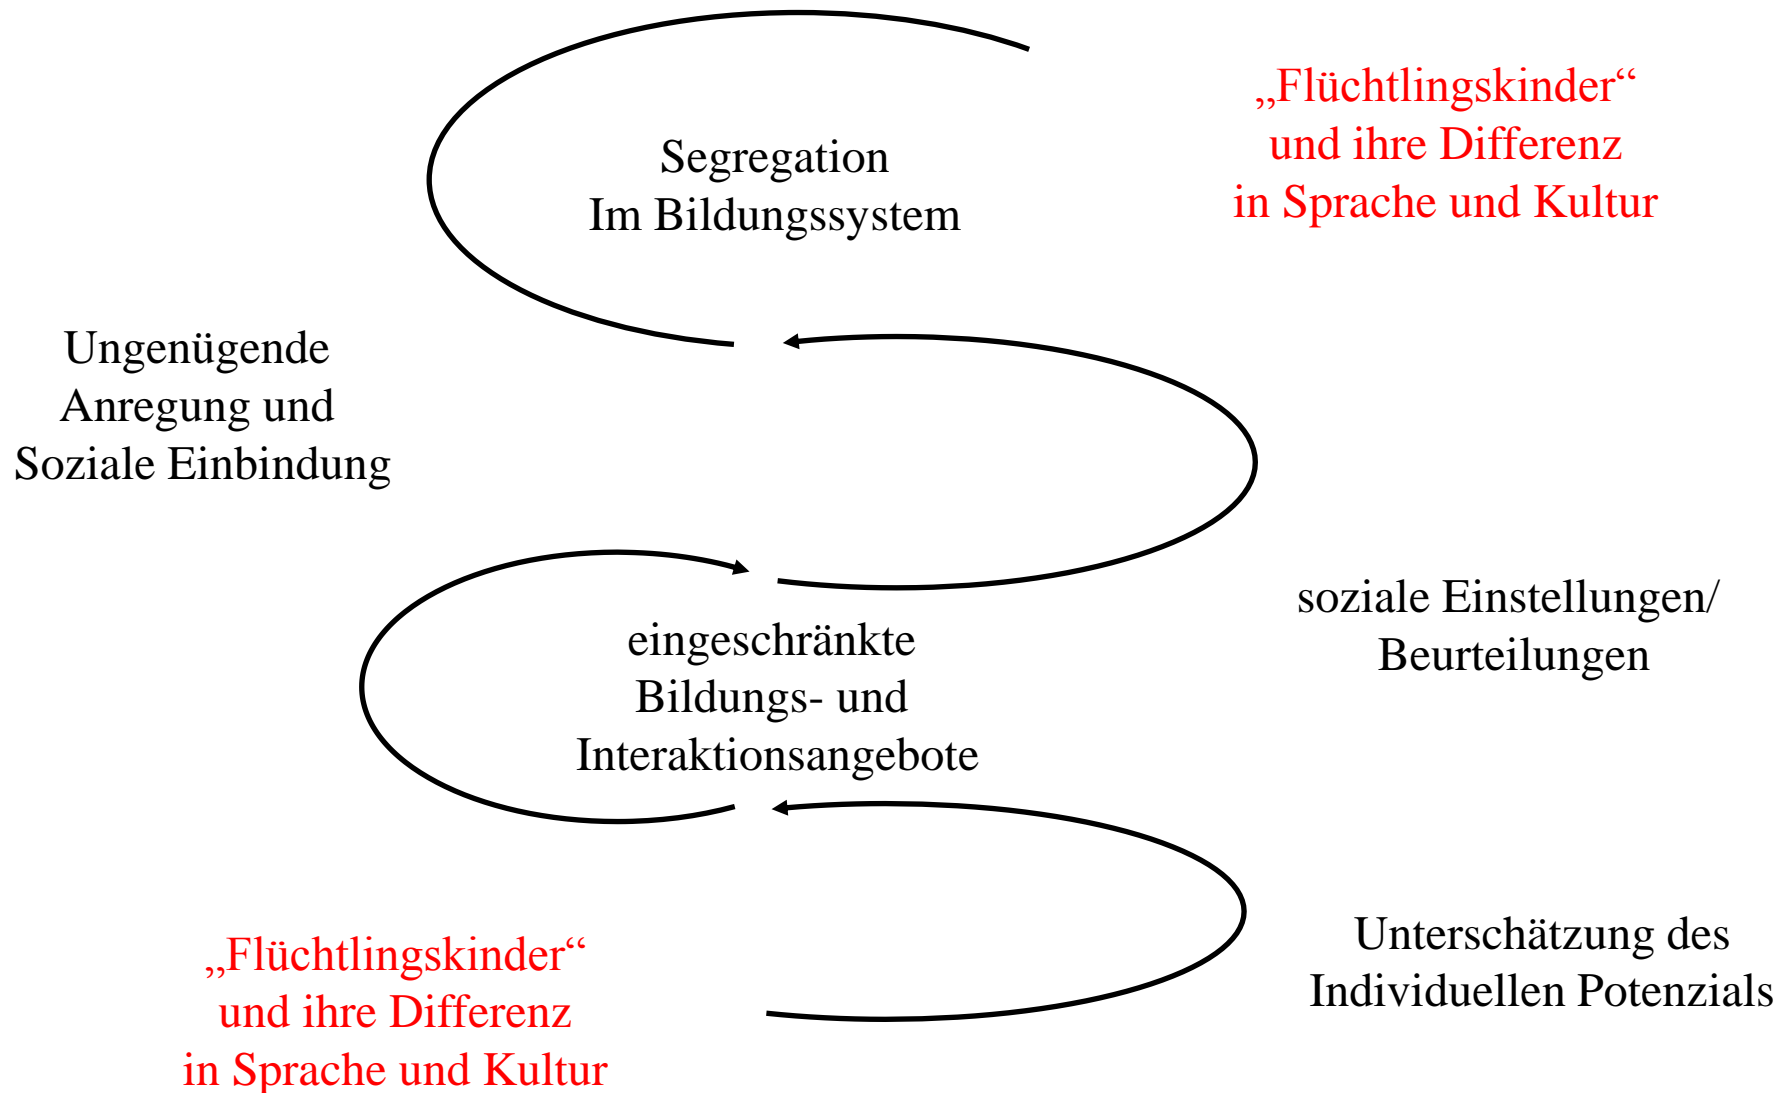 „Flüchtlingskinder“
und ihre Differenz
in Sprache und Kultur
Segregation
Im Bildungssystem
Ungenügende
Anregung und
Soziale Einbindung
soziale Einstellungen/
Beurteilungen
eingeschränkte
Bildungs- und
Interaktionsangebote
Unterschätzung des
Individuellen Potenzials
„Flüchtlingskinder“
und ihre Differenz
in Sprache und Kultur